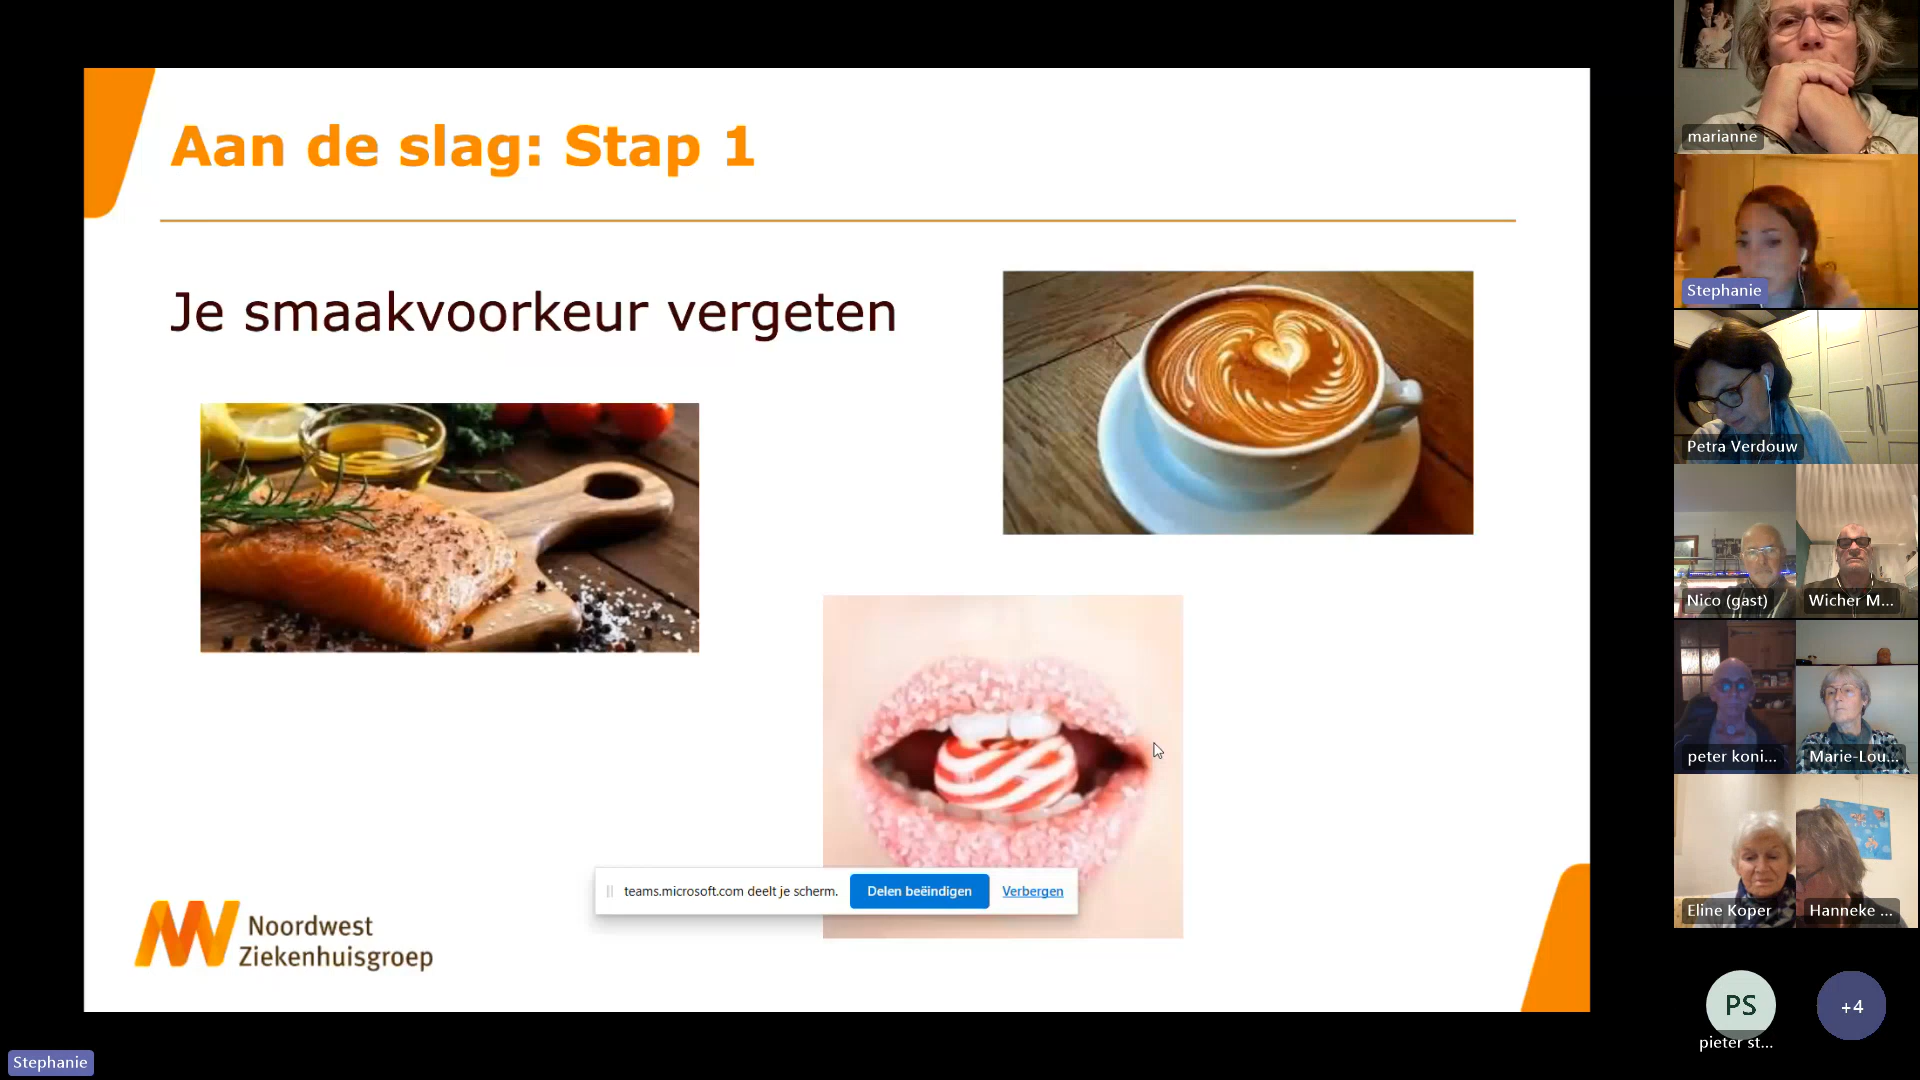 Aan de slag: Stap 1
Je smaakvoorkeur vergeten
teams.microsoft.com deelt je scherm.
Delen beëindigen
Verbergen
Noordwest
Ziekenhuisgroep
marianne
Stephanie
Petra Verdouw
Nico (gast)
Wicher M...
peter koni...
Marie-Lou...
Eline Koper
Hanneke ...
PS
+4
pieter st...
Stephanie